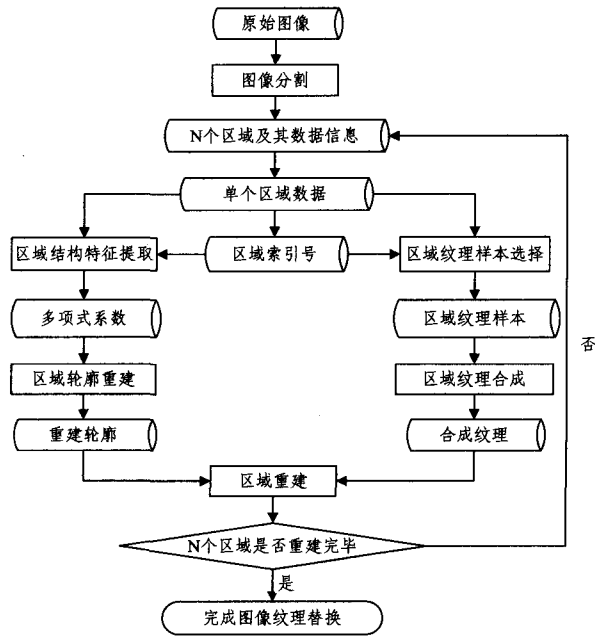 原始图像
图像分割
N个区域及其数据信息
单个区域数据
区域结构特征提取
区域索引号
区域纹理样本选择
多项式系数
区域纹理样本
否
区域轮廓重建
区域纹理合成
重建轮廓
合成纹理
区域重建
N个区域是否重建完毕
是
完成图像纹理替换